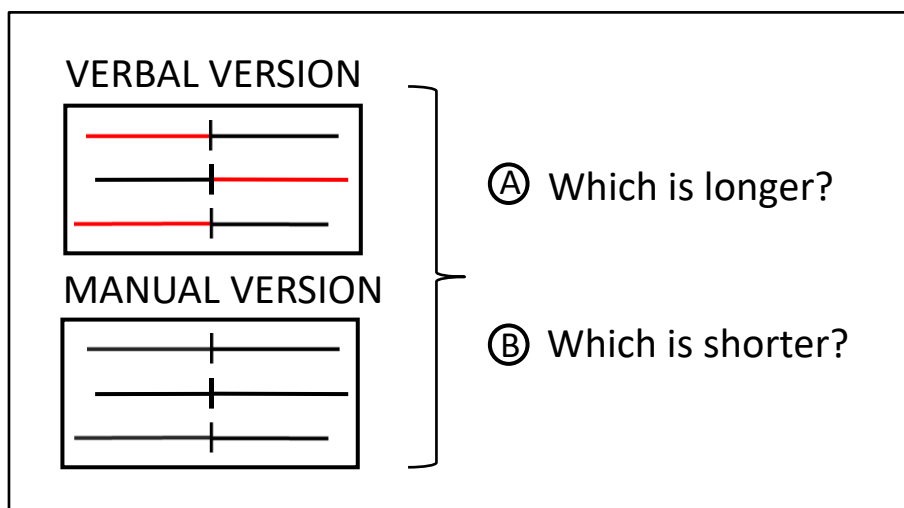 VERBAL VERSION
Ⓐ Which is longer?
MANUAL VERSION
Ⓑ Which is shorter?